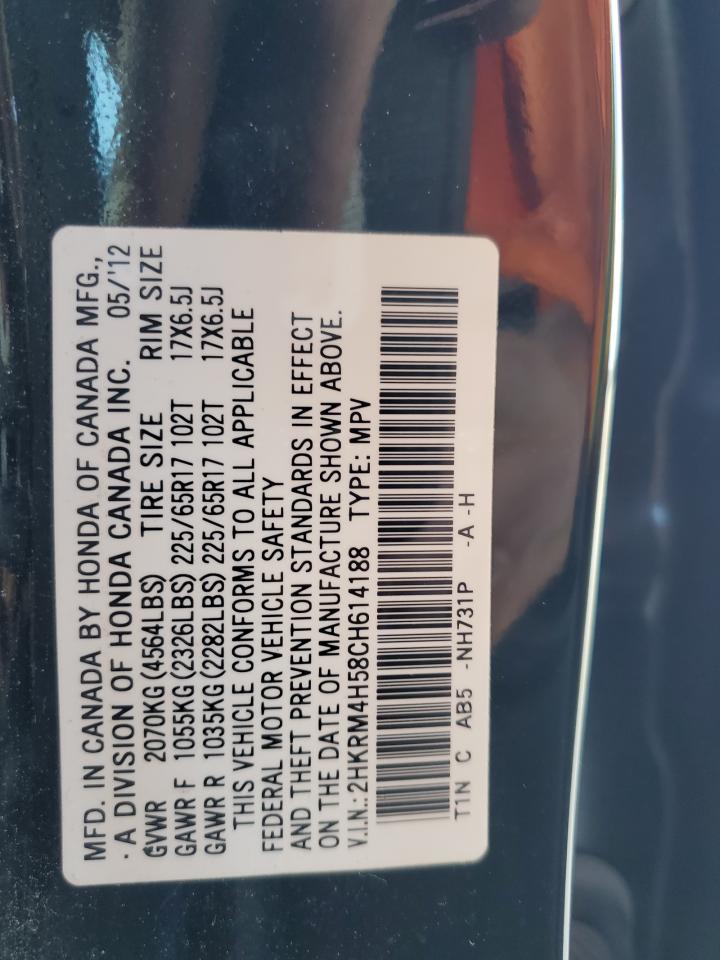 MFD. IN CANADA BY HONDA OF CANADA MFG.,
· A DIVISION OF HONDA CANADA INC. 05/'12
GVWR 2070KG(4564LBS) TIRE SIZE RIM SIZE
GAWR F 1055KG(2326LBS) 225/65R17 102T 17X6.5J
GAWR R 1035KG(2282LBS) 225/65R17 102T 17X6.5J
THIS VEHICLE CONFORMS TO ALL APPLICABLE
FEDERAL MOTOR VEHICLE SAFETY
AND THEFT PREVENTION STANDARDS IN EFFECT
ON THE DATE OF MANUFACTURE SHOWN ABOVE.
V.I.N.:2HKRM4H58CH614188 TYPE: MPV
T1N C AB5 -NH731P -A -H